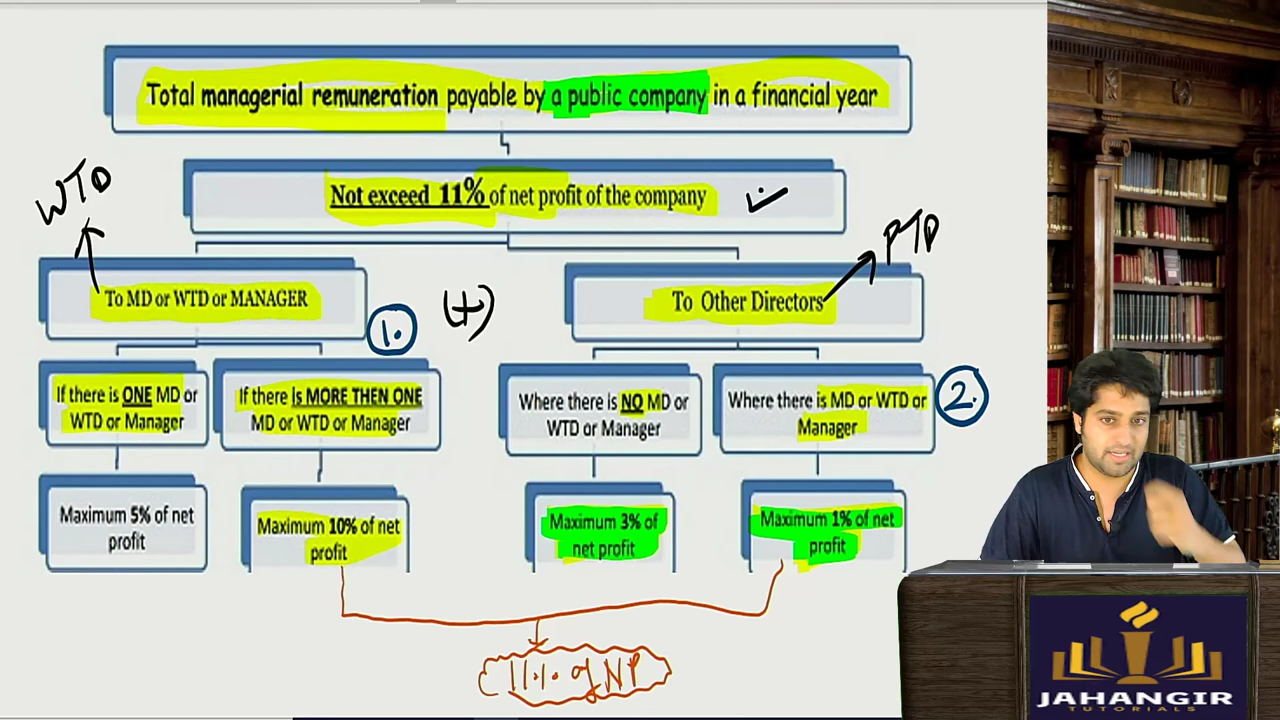 Total managerial remuneration payable by a public company in a financial year
WTD
Not exceed 11% of net profit of the company
PTD
To MD or WTD or MANAGER
(+)
To Other Directors
1.
If there is ONE MD or
WTD or Manager
If there is MORE THEN ONE
MD or WTD or Manager
Where there is NO MD or
WTD or Manager
Where there is MD or WTD or
Manager
2.
Maximum 5% of net
profit
Maximum 10% of net
profit
Maximum 3% of
net profit
Maximum 1% of net
profit
11% of NP
JAHANGIR
TUTORIALS